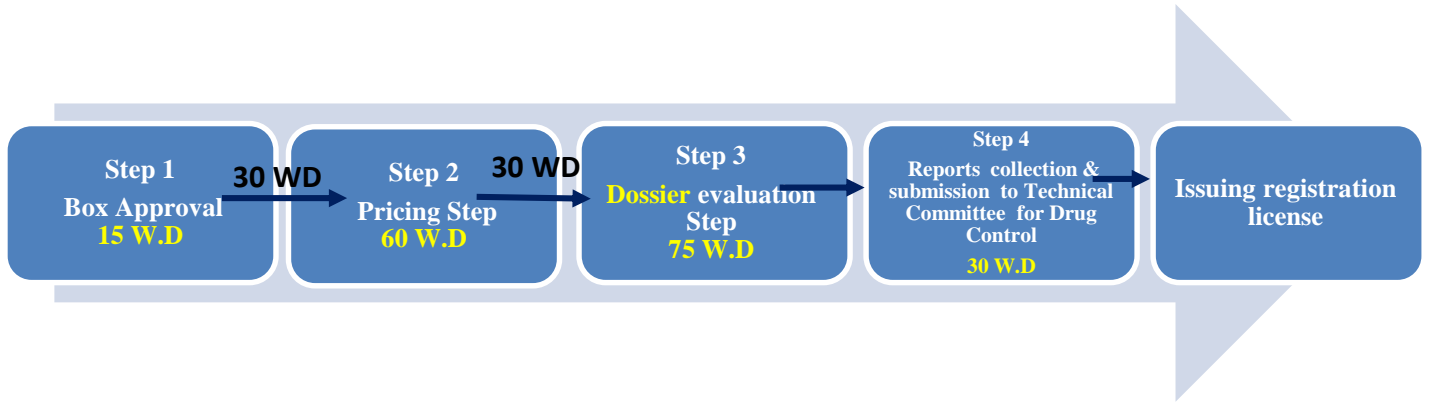 Step 1
Box Approval
15 W.D
30 WD
Step 2
Pricing Step
60 W.D
30 WD
Step 3
Dossier evaluation
Step
75 W.D
Step 4
Reports collection &
submission to Technical
Committee for Drug
Control
30 W.D
Issuing registration
license